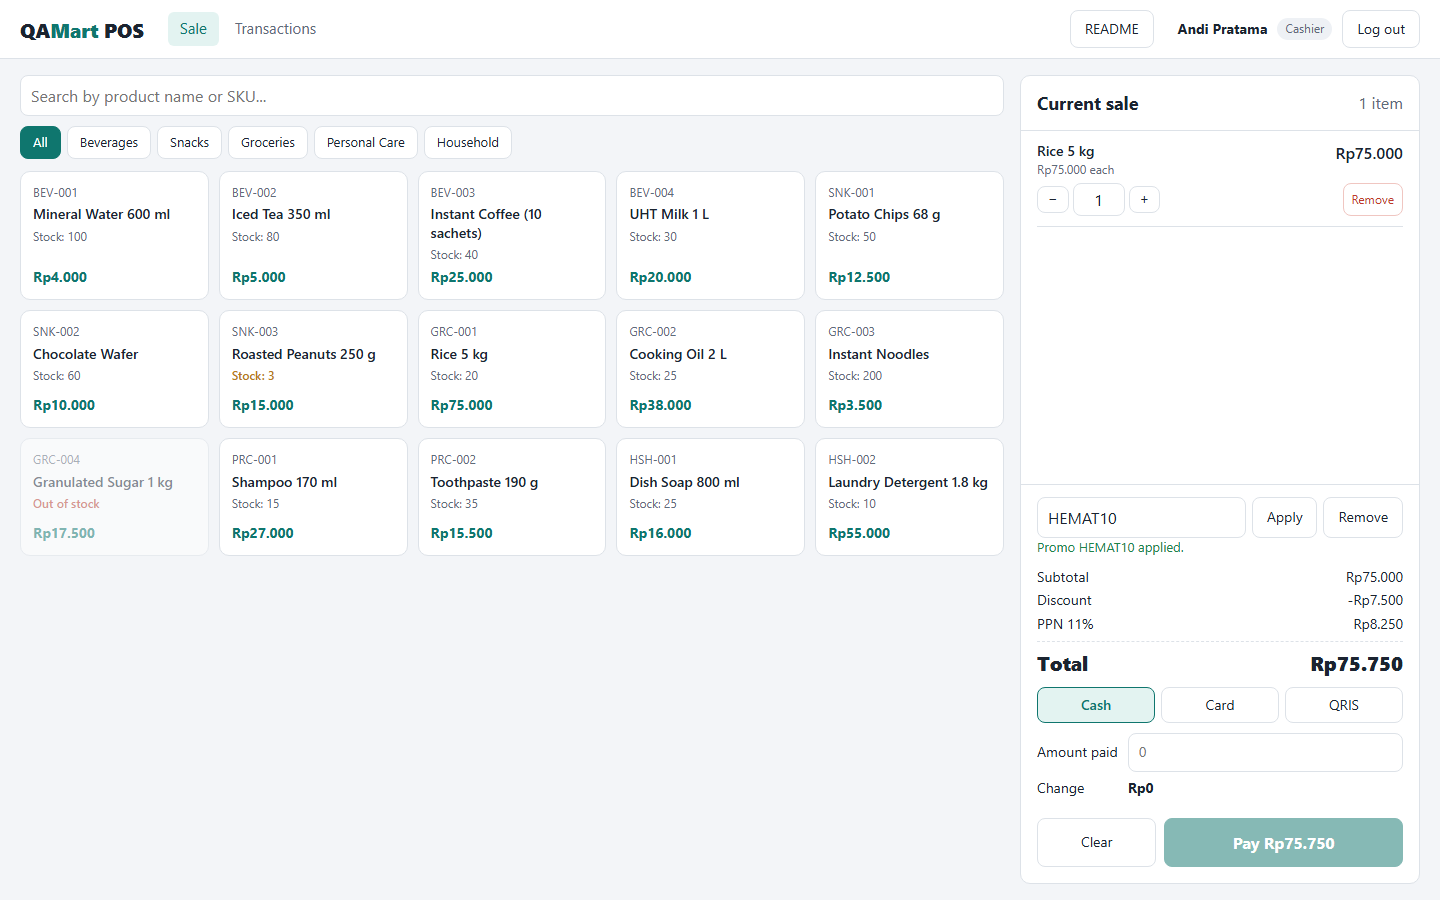 QAMart POS
Sale
Transactions
README
Andi Pratama
Cashier
Log out
Search by product name or SKU...
All
Beverages
Snacks
Groceries
Personal Care
Household
BEV-001
Mineral Water 600 ml
Stock: 100
Rp4.000
BEV-002
Iced Tea 350 ml
Stock: 80
Rp5.000
BEV-003
Instant Coffee (10
sachets)
Stock: 40
Rp25.000
BEV-004
UHT Milk 1 L
Stock: 30
Rp20.000
SNK-001
Potato Chips 68 g
Stock: 50
Rp12.500
SNK-002
Chocolate Wafer
Stock: 60
Rp10.000
SNK-003
Roasted Peanuts 250 g
Stock: 3
Rp15.000
GRC-001
Rice 5 kg
Stock: 20
Rp75.000
GRC-002
Cooking Oil 2 L
Stock: 25
Rp38.000
GRC-003
Instant Noodles
Stock: 200
Rp3.500
GRC-004
Granulated Sugar 1 kg
Out of stock
Rp17.500
PRC-001
Shampoo 170 ml
Stock: 15
Rp27.000
PRC-002
Toothpaste 190 g
Stock: 35
Rp15.500
HSH-001
Dish Soap 800 ml
Stock: 25
Rp16.000
HSH-002
Laundry Detergent 1.8 kg
Stock: 10
Rp55.000
Current sale
1 item
Rice 5 kg
Rp75.000
Rp75.000 each
− 1 +
Remove
HEMAT10
Apply
Remove
Promo HEMAT10 applied.
Subtotal Rp75.000
Discount -Rp7.500
PPN 11% Rp8.250
Total Rp75.750
Cash
Card
QRIS
Amount paid 0
Change Rp0
Clear
Pay Rp75.750